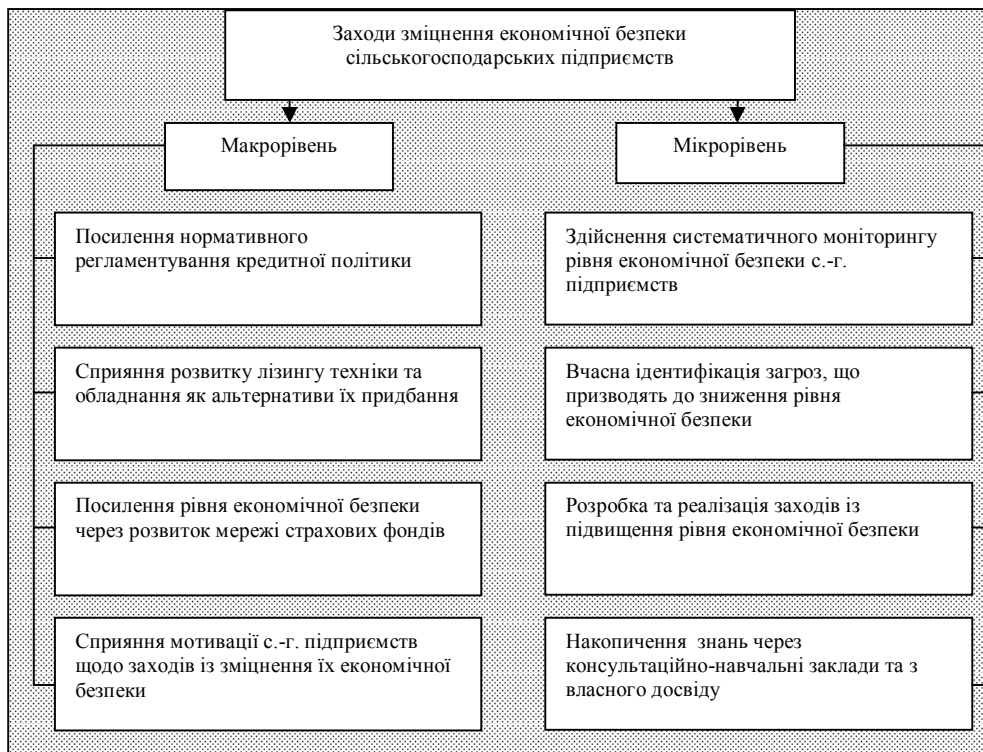 Заходи зміцнення економічної безпеки
сільськогосподарських підприємств
Макрорівень
Мікрорівень
Посилення нормативного
регламентування кредитної політики
Сприяння розвитку лізингу техніки та
обладнання як альтернативи їх придбання
Посилення рівня економічної безпеки
через розвиток мережі страхових фондів
Сприяння мотивації с.-г. підприємств
щодо заходів із зміцнення їх економічної
безпеки
Здійснення систематичного моніторингу
рівня економічної безпеки с.-г.
підприємств
Вчасна ідентифікація загроз, що
призводять до зниження рівня
економічної безпеки
Розробка та реалізація заходів із
підвищення рівня економічної безпеки
Накопичення знань через
консультаційно-навчальні заклади та з
власного досвіду